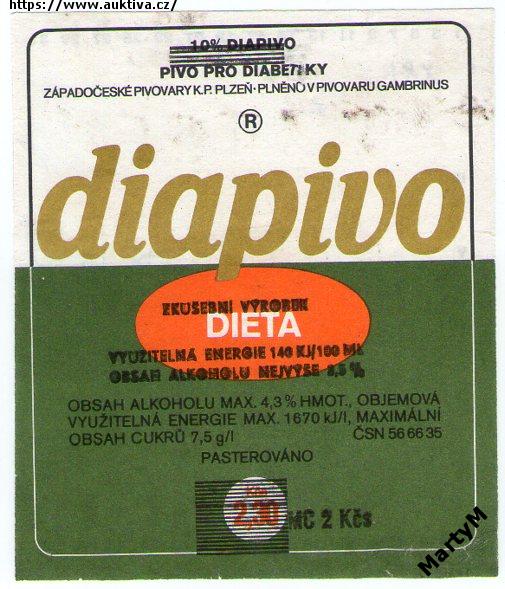 https://www.auktiva.cz/
10% DIAPIVO
PIVO PRO DIABETIKY
ZÁPADOČESKÉ PIVOVARY K.P. PLZEŇ · PLNĚNO V PIVOVARU GAMBRINUS
®
diapivo
ZKUŠEBNÍ VÝROBEK
DIETA
VYUŽITELNÁ ENERGIE 140 KJ/100 ML
OBSAH ALKOHOLU NEJVÝŠE 3,5 %
OBSAH ALKOHOLU MAX. 4,3 % HMOT., OBJEMOVÁ
VYUŽITELNÁ ENERGIE MAX. 1670 kJ/l, MAXIMÁLNÍ
OBSAH CUKRŮ 7,5 g/l ČSN 56 66 35
PASTEROVÁNO
2,30 MC 2 Kčs
MartyM